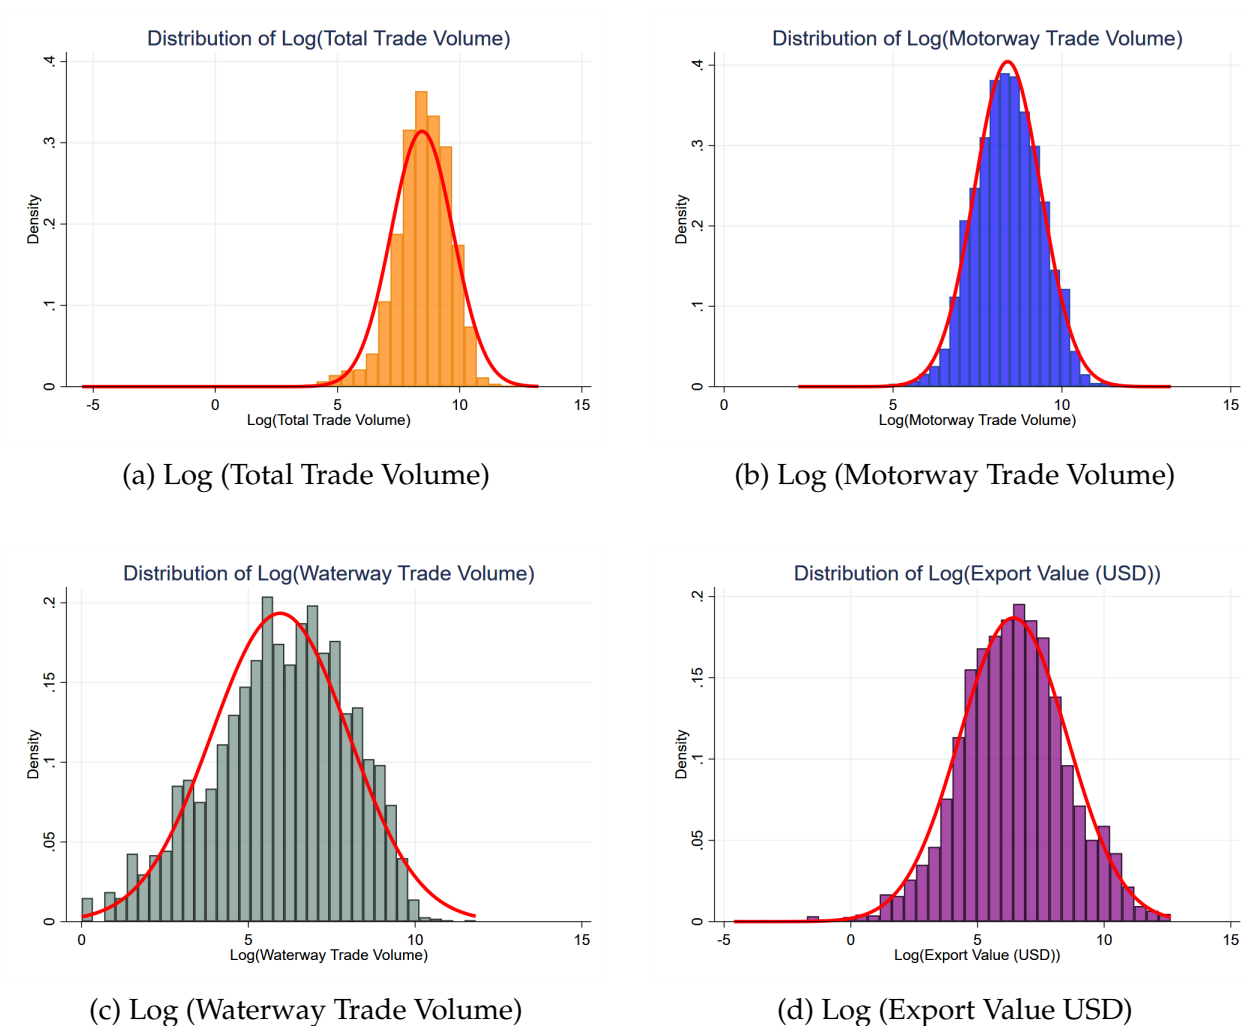 Distribution of Log(Total Trade Volume)
Density
0
.1
.2
.3
.4
-5
0
5
10
15
Log(Total Trade Volume)
(a) Log (Total Trade Volume)
Distribution of Log(Motorway Trade Volume)
Density
0
.1
.2
.3
.4
0
5
10
15
Log(Motorway Trade Volume)
(b) Log (Motorway Trade Volume)
Distribution of Log(Waterway Trade Volume)
Density
0
.05
.1
.15
.2
0
5
10
15
Log(Waterway Trade Volume)
(c) Log (Waterway Trade Volume)
Distribution of Log(Export Value (USD))
Density
0
.05
.1
.15
.2
-5
0
5
10
15
Log(Export Value (USD))
(d) Log (Export Value USD)